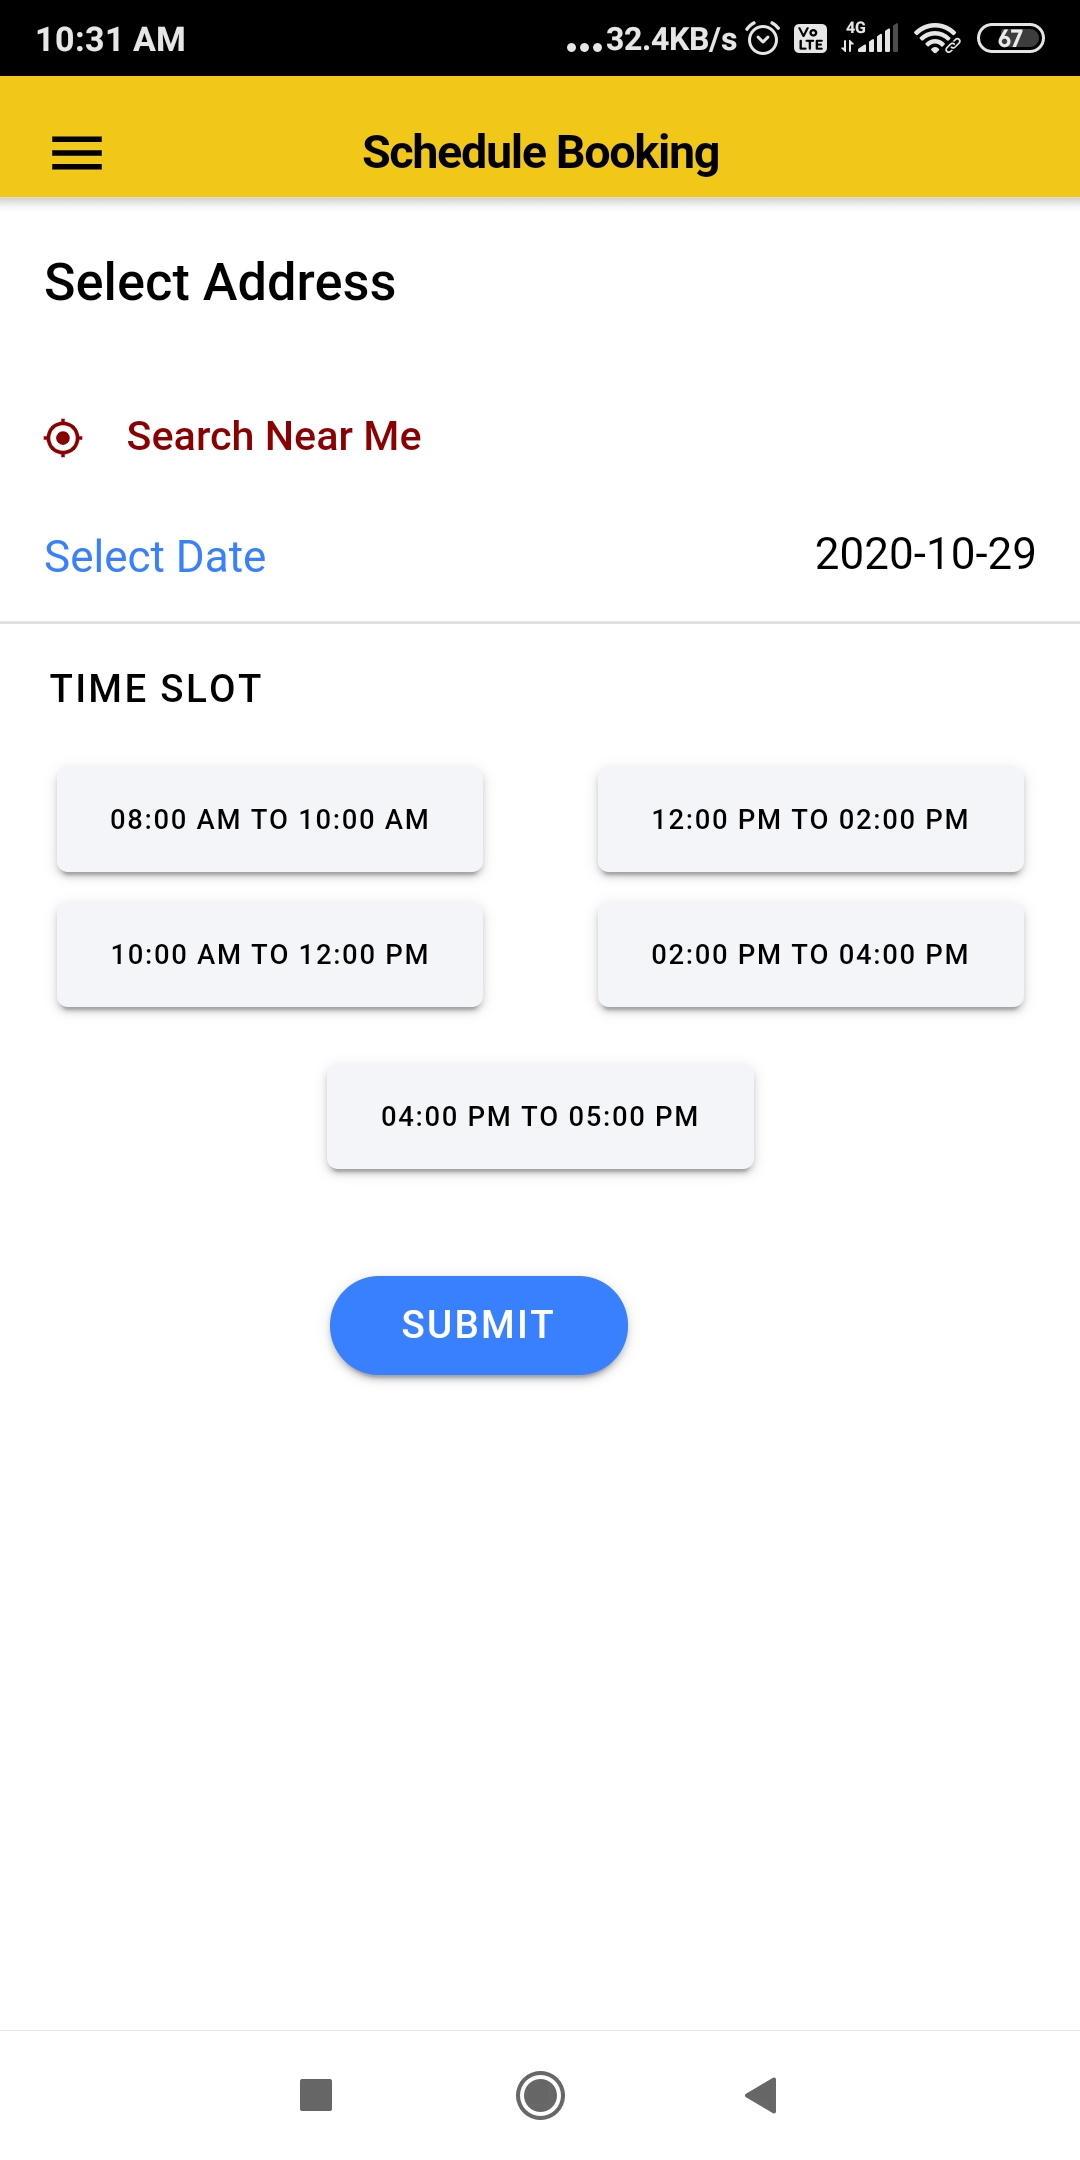 10:31 AM ...32.4KB/s Vo LTE 4G 67
Schedule Booking
Select Address
Search Near Me
Select Date 2020-10-29
TIME SLOT
08:00 AM TO 10:00 AM 12:00 PM TO 02:00 PM
10:00 AM TO 12:00 PM 02:00 PM TO 04:00 PM
04:00 PM TO 05:00 PM
SUBMIT